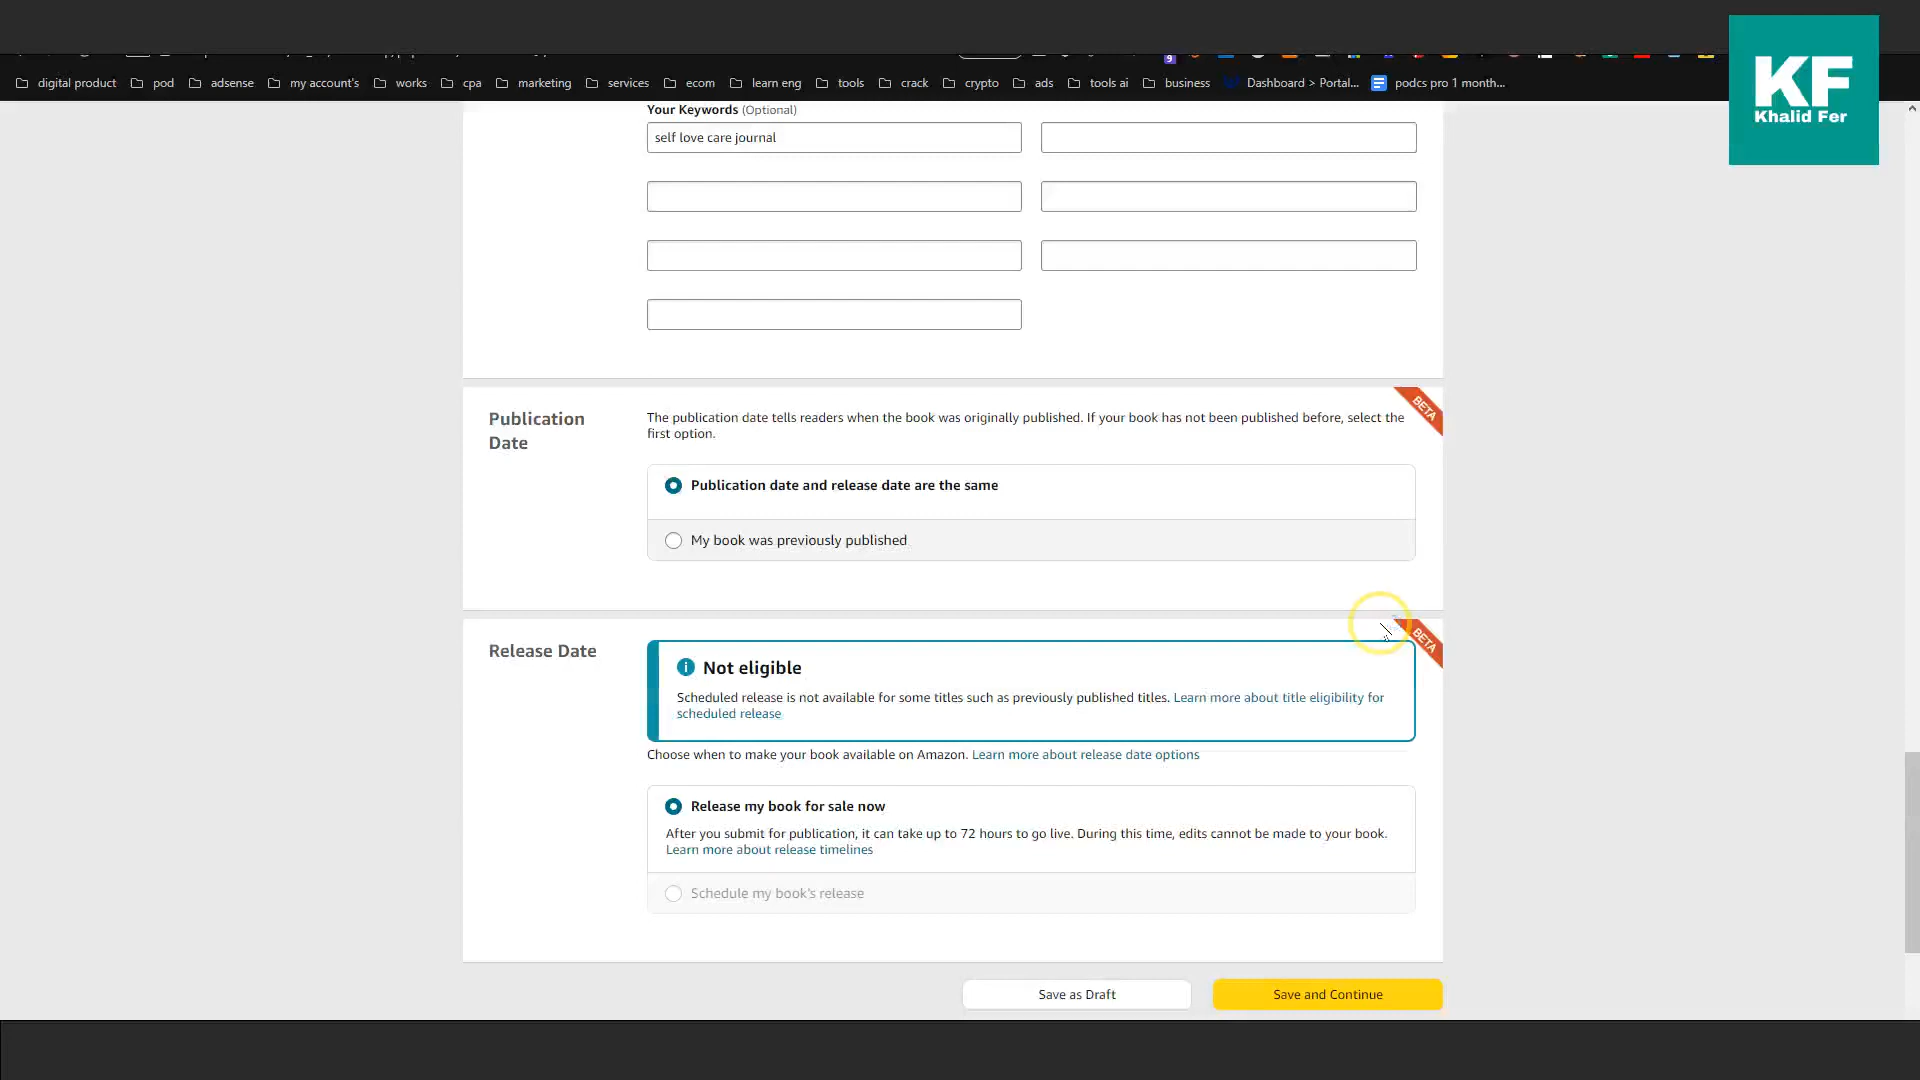 KF
Khalid Fer
9
digital product pod adsense my account's works cpa marketing services ecom learn eng tools crack crypto ads tools ai business Dashboard > Portal... podcs pro 1 month...
Your Keywords (Optional)
self love care journal
Publication
Date
The publication date tells readers when the book was originally published. If your book has not been published before, select the
first option.
BETA
Publication date and release date are the same
My book was previously published
Release Date
BETA
Not eligible
Scheduled release is not available for some titles such as previously published titles. Learn more about title eligibility for
scheduled release
Choose when to make your book available on Amazon. Learn more about release date options
Release my book for sale now
After you submit for publication, it can take up to 72 hours to go live. During this time, edits cannot be made to your book.
Learn more about release timelines
Schedule my book's release
Save as Draft
Save and Continue